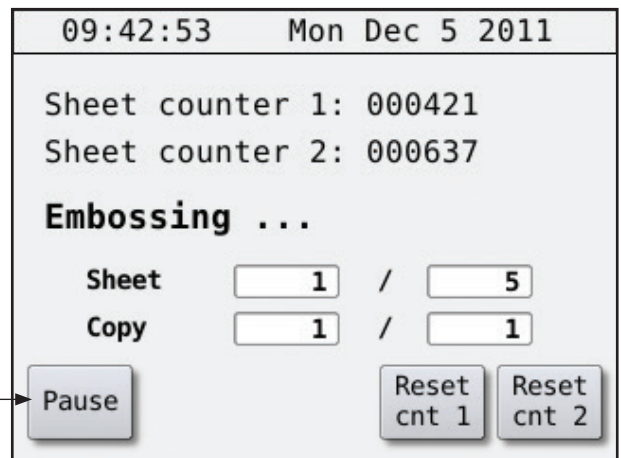 09:42:53 Mon Dec 5 2011
Sheet counter 1: 000421
Sheet counter 2: 000637
Embossing ...
Sheet 1 / 5
Copy 1 / 1
Pause
Reset cnt 1
Reset cnt 2